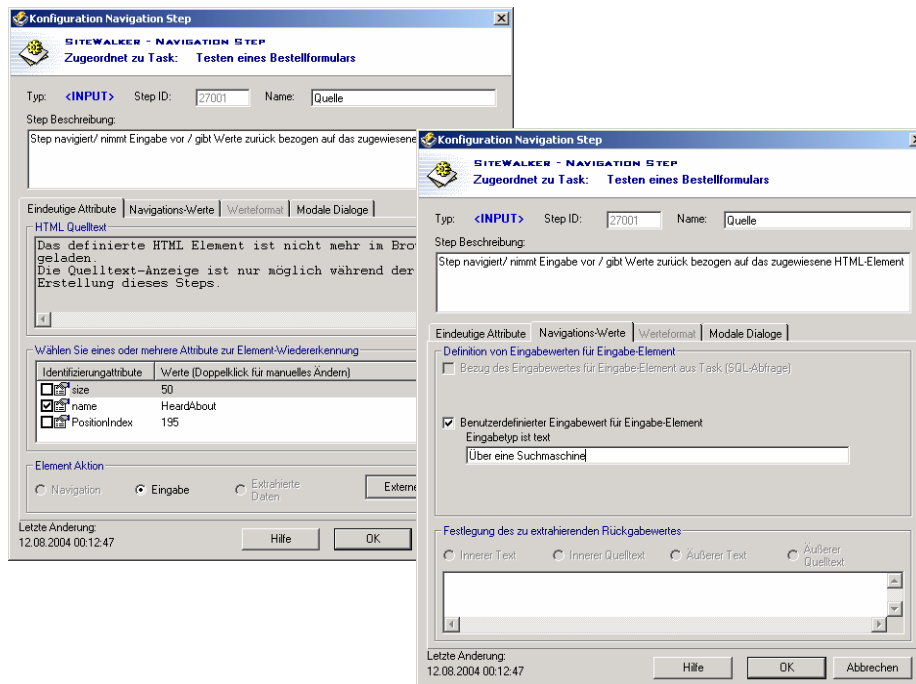 Konfiguration Navigation Step
SITEWALKER - NAVIGATION STEP
Zugeordnet zu Task: Testen eines Bestellformulars
Typ: <INPUT> Step ID: 27001 Name: Quelle
Step Beschreibung:
Step navigiert/ nimmt Eingabe vor / gibt Werte zurück bezogen auf das zugewiesene
Eindeutige Attribute Navigations-Werte Werteformat Modale Dialoge
HTML Quelltext
Das definierte HTML Element ist nicht mehr im Bro
geladen.
Die Quelltext-Anzeige ist nur möglich während der
Erstellung dieses Steps.
Wählen Sie eines oder mehrere Attribute zur Element-Wiedererkennung
Identifizierungattribute Werte (Doppelklick für manuelles Ändern)
size 50
name HeardAbout
PositionIndex 195
Element Aktion
Navigation Eingabe Extrahierte Daten Externe
Letzte Änderung:
12.08.2004 00:12:47 Hilfe OK
Konfiguration Navigation Step
SITEWALKER - NAVIGATION STEP
Zugeordnet zu Task: Testen eines Bestellformulars
Typ: <INPUT> Step ID: 27001 Name: Quelle
Step Beschreibung:
Step navigiert/ nimmt Eingabe vor / gibt Werte zurück bezogen auf das zugewiesene HTML-Element
Eindeutige Attribute Navigations-Werte Werteformat Modale Dialoge
Definition von Eingabewerten für Eingabe-Element
Bezug des Eingabewertes für Eingabe-Element aus Task (SQL-Abfrage)
Benutzerdefinierter Eingabewert für Eingabe-Element
Eingabetyp ist text
Über eine Suchmaschine
Festlegung des zu extrahierenden Rückgabewertes
Innerer Text Innerer Quelltext Äußerer Text Äußerer Quelltext
Letzte Änderung:
12.08.2004 00:12:47 Hilfe OK Abbrechen